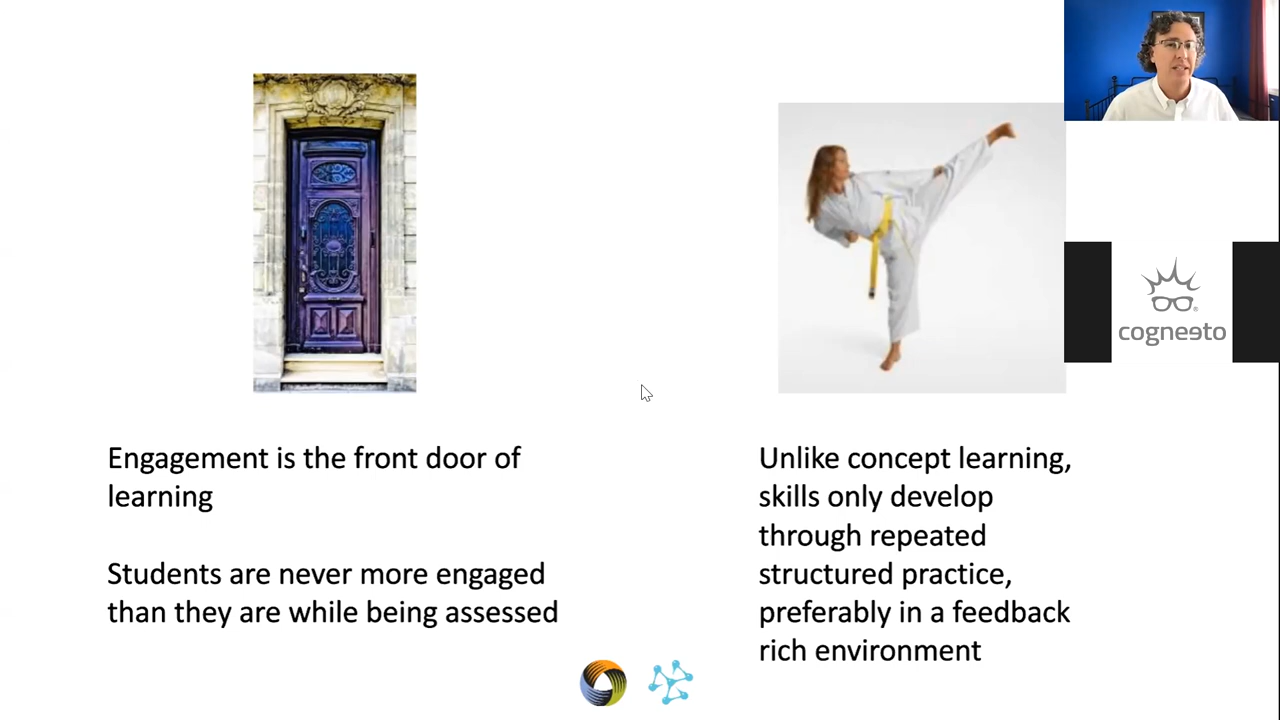 Engagement is the front door of
learning
Students are never more engaged
than they are while being assessed
Unlike concept learning,
skills only develop
through repeated
structured practice,
preferably in a feedback
rich environment
cogneeto